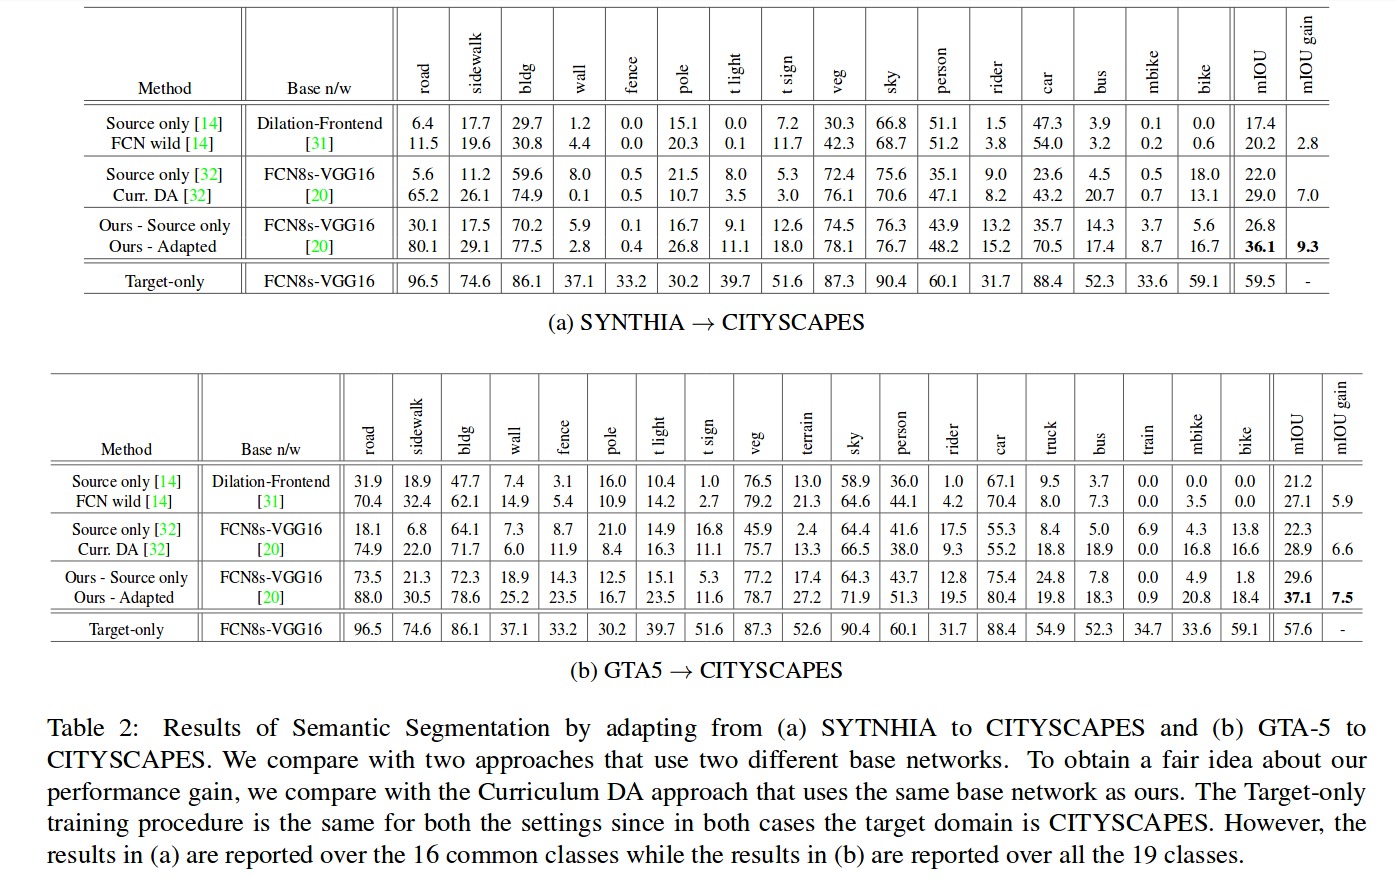 Method Base n/w road sidewalk bldg wall fence pole t light t sign veg sky person rider car bus mbike bike mIOU mIOU gain
Source only [14] Dilation-Frontend 6.4 17.7 29.7 1.2 0.0 15.1 0.0 7.2 30.3 66.8 51.1 1.5 47.3 3.9 0.1 0.0 17.4
FCN wild [14] [31] 11.5 19.6 30.8 4.4 0.0 20.3 0.1 11.7 42.3 68.7 51.2 3.8 54.0 3.2 0.2 0.6 20.2 2.8
Source only [32] FCN8s-VGG16 5.6 11.2 59.6 8.0 0.5 21.5 8.0 5.3 72.4 75.6 35.1 9.0 23.6 4.5 0.5 18.0 22.0
Curr. DA [32] [20] 65.2 26.1 74.9 0.1 0.5 10.7 3.5 3.0 76.1 70.6 47.1 8.2 43.2 20.7 0.7 13.1 29.0 7.0
Ours - Source only FCN8s-VGG16 30.1 17.5 70.2 5.9 0.1 16.7 9.1 12.6 74.5 76.3 43.9 13.2 35.7 14.3 3.7 5.6 26.8
Ours - Adapted [20] 80.1 29.1 77.5 2.8 0.4 26.8 11.1 18.0 78.1 76.7 48.2 15.2 70.5 17.4 8.7 16.7 36.1 9.3
Target-only FCN8s-VGG16 96.5 74.6 86.1 37.1 33.2 30.2 39.7 51.6 87.3 90.4 60.1 31.7 88.4 52.3 33.6 59.1 59.5 -
(a) SYNTHIA → CITYSCAPES
Method Base n/w road sidewalk bldg wall fence pole t light t sign veg terrain sky person rider car truck bus train mbike bike mIOU mIOU gain
Source only [14] Dilation-Frontend 31.9 18.9 47.7 7.4 3.1 16.0 10.4 1.0 76.5 13.0 58.9 36.0 1.0 67.1 9.5 3.7 0.0 0.0 0.0 21.2
FCN wild [14] [31] 70.4 32.4 62.1 14.9 5.4 10.9 14.2 2.7 79.2 21.3 64.6 44.1 4.2 70.4 8.0 7.3 0.0 3.5 0.0 27.1 5.9
Source only [32] FCN8s-VGG16 18.1 6.8 64.1 7.3 8.7 21.0 14.9 16.8 45.9 2.4 64.4 41.6 17.5 55.3 8.4 5.0 6.9 4.3 13.8 22.3
Curr. DA [32] [20] 74.9 22.0 71.7 6.0 11.9 8.4 16.3 11.1 75.7 13.3 66.5 38.0 9.3 55.2 18.8 18.9 0.0 16.8 16.6 28.9 6.6
Ours - Source only FCN8s-VGG16 73.5 21.3 72.3 18.9 14.3 12.5 15.1 5.3 77.2 17.4 64.3 43.7 12.8 75.4 24.8 7.8 0.0 4.9 1.8 29.6
Ours - Adapted [20] 88.0 30.5 78.6 25.2 23.5 16.7 23.5 11.6 78.7 27.2 71.9 51.3 19.5 80.4 19.8 18.3 0.9 20.8 18.4 37.1 7.5
Target-only FCN8s-VGG16 96.5 74.6 86.1 37.1 33.2 30.2 39.7 51.6 87.3 52.6 90.4 60.1 31.7 88.4 54.9 52.3 34.7 33.6 59.1 57.6 -
(b) GTA5 → CITYSCAPES
Table 2: Results of Semantic Segmentation by adapting from (a) SYTNHIA to CITYSCAPES and (b) GTA-5 to
CITYSCAPES. We compare with two approaches that use two different base networks. To obtain a fair idea about our
performance gain, we compare with the Curriculum DA approach that uses the same base network as ours. The Target-only
training procedure is the same for both the settings since in both cases the target domain is CITYSCAPES. However, the
results in (a) are reported over the 16 common classes while the results in (b) are reported over all the 19 classes.